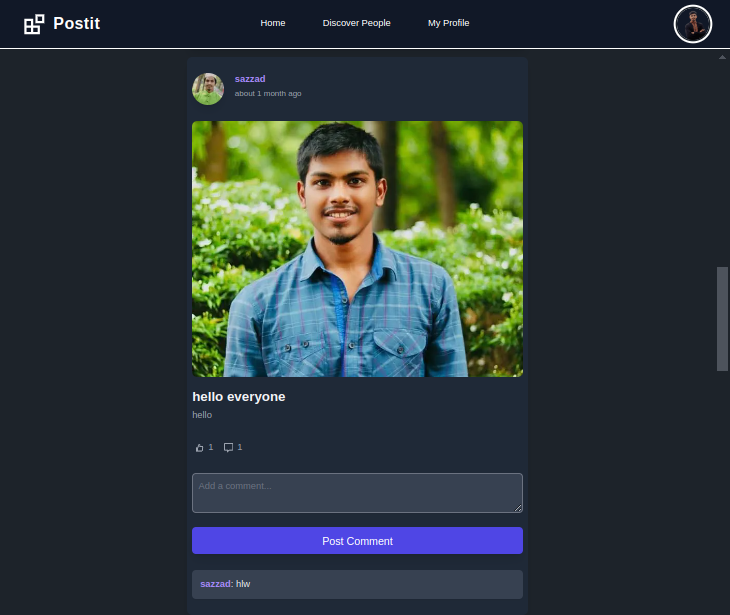 Postit
Home
Discover People
My Profile
sazzad
about 1 month ago
hello everyone
hello
1
1
Add a comment...
Post Comment
sazzad: hlw